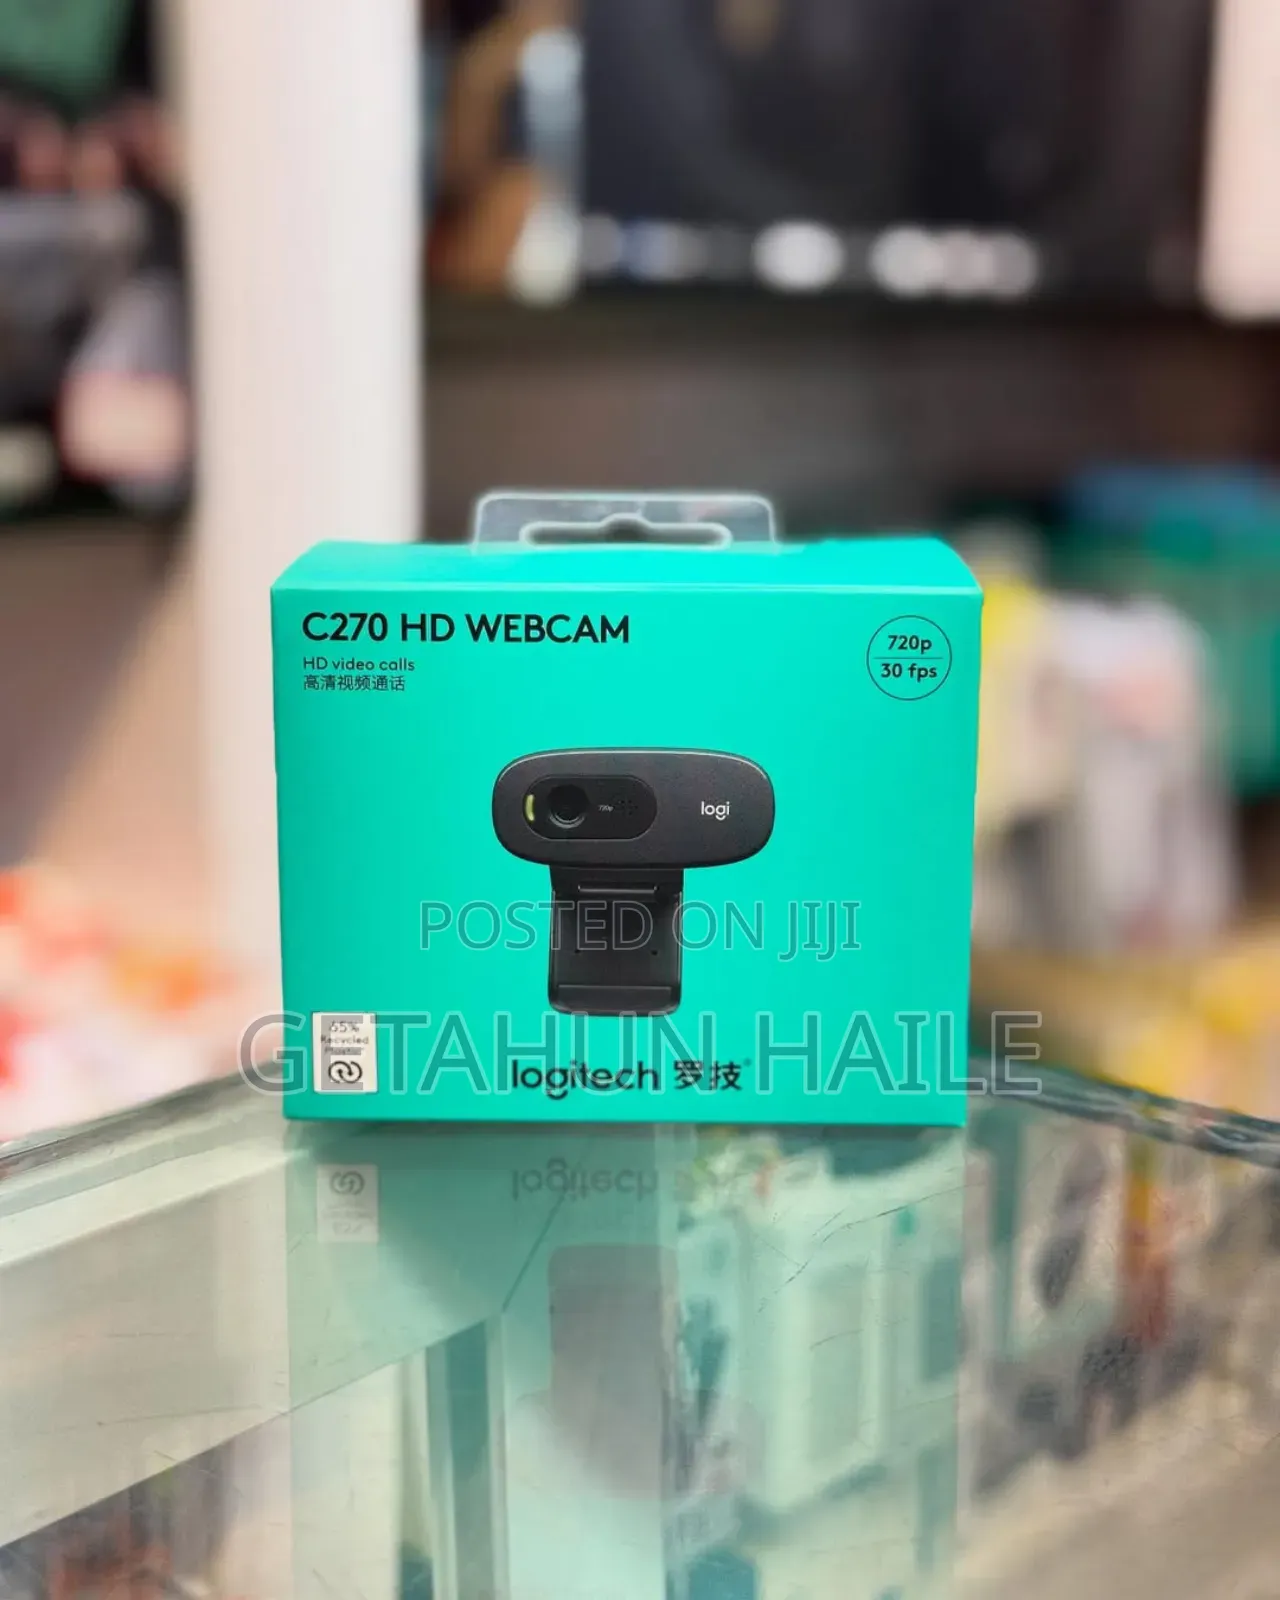 C270 HD WEBCAM
HD video calls
高清视频通话
720p
30 fps
720p
logi
POSTED ON JIJI
GETAHUN HAILE
65%
Recycled
Plastic
logitech 罗技